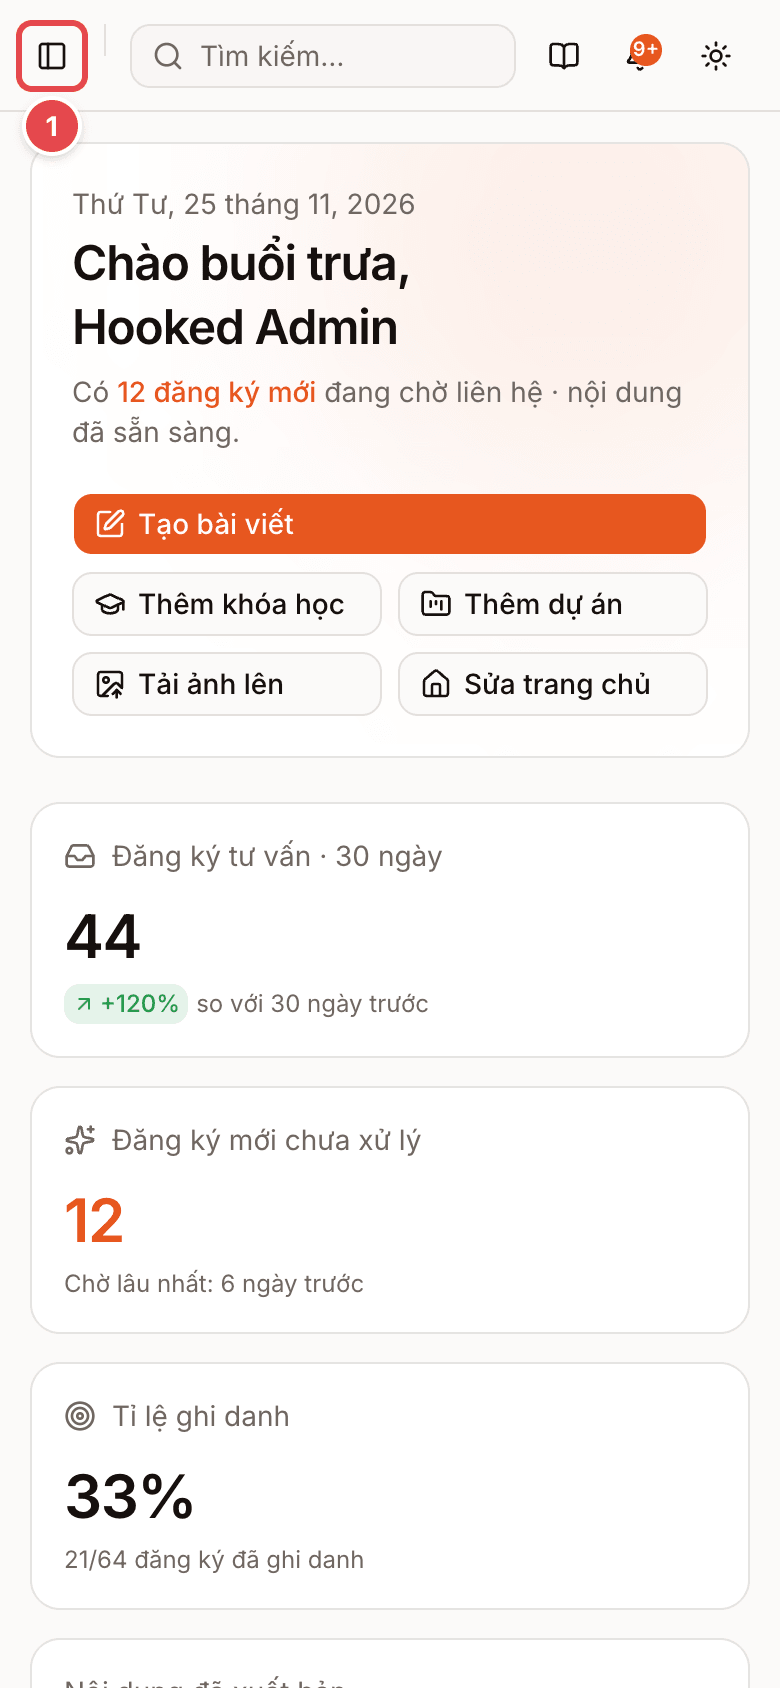 Tìm kiếm...
9+
1
Thứ Tư, 25 tháng 11, 2026
Chào buổi trưa,
Hooked Admin
Có 12 đăng ký mới đang chờ liên hệ · nội dung
đã sẵn sàng.
Tạo bài viết
Thêm khóa học
Thêm dự án
Tải ảnh lên
Sửa trang chủ
Đăng ký tư vấn · 30 ngày
44
+120% so với 30 ngày trước
Đăng ký mới chưa xử lý
12
Chờ lâu nhất: 6 ngày trước
Tỉ lệ ghi danh
33%
21/64 đăng ký đã ghi danh